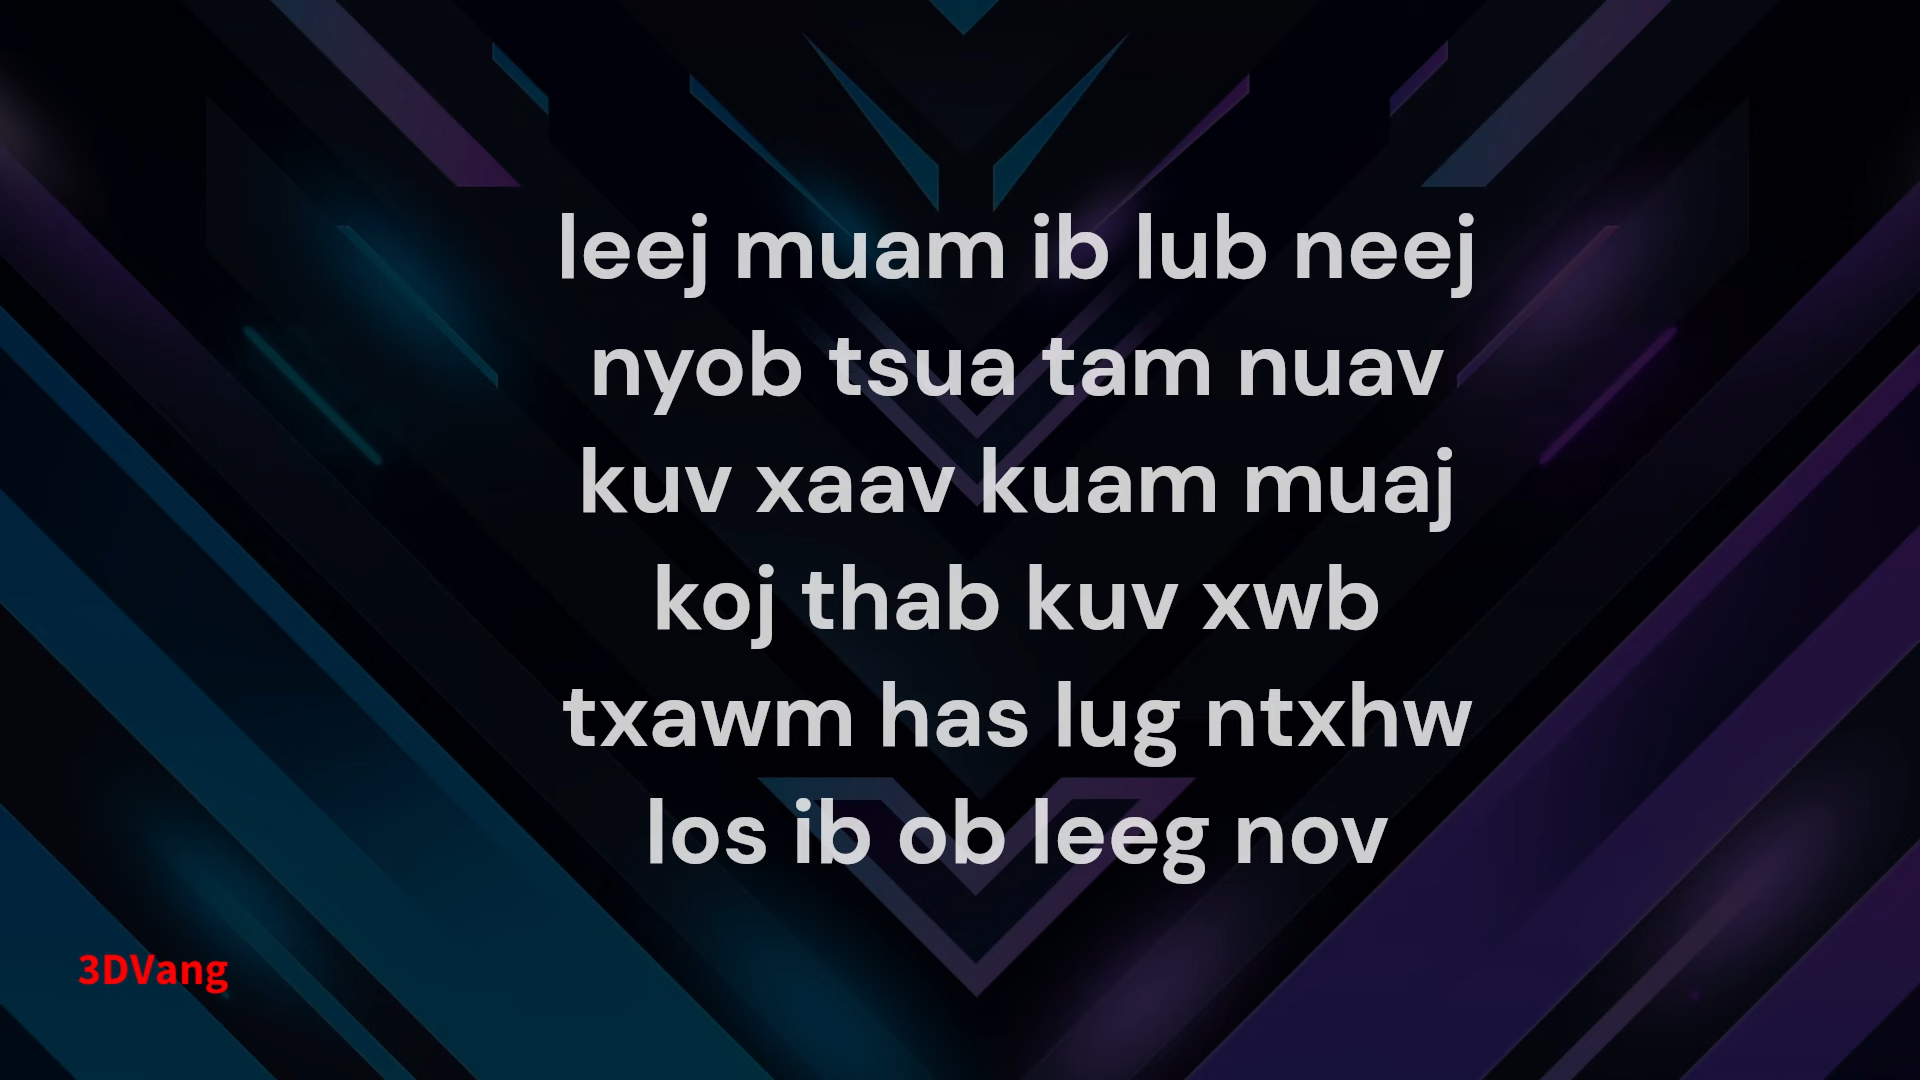 leej muam ib lub neej
nyob tsua tam nuav
kuv xaav kuam muaj
koj thab kuv xwb
txawm has lug ntxhw
los ib ob leeg nov
3DVang